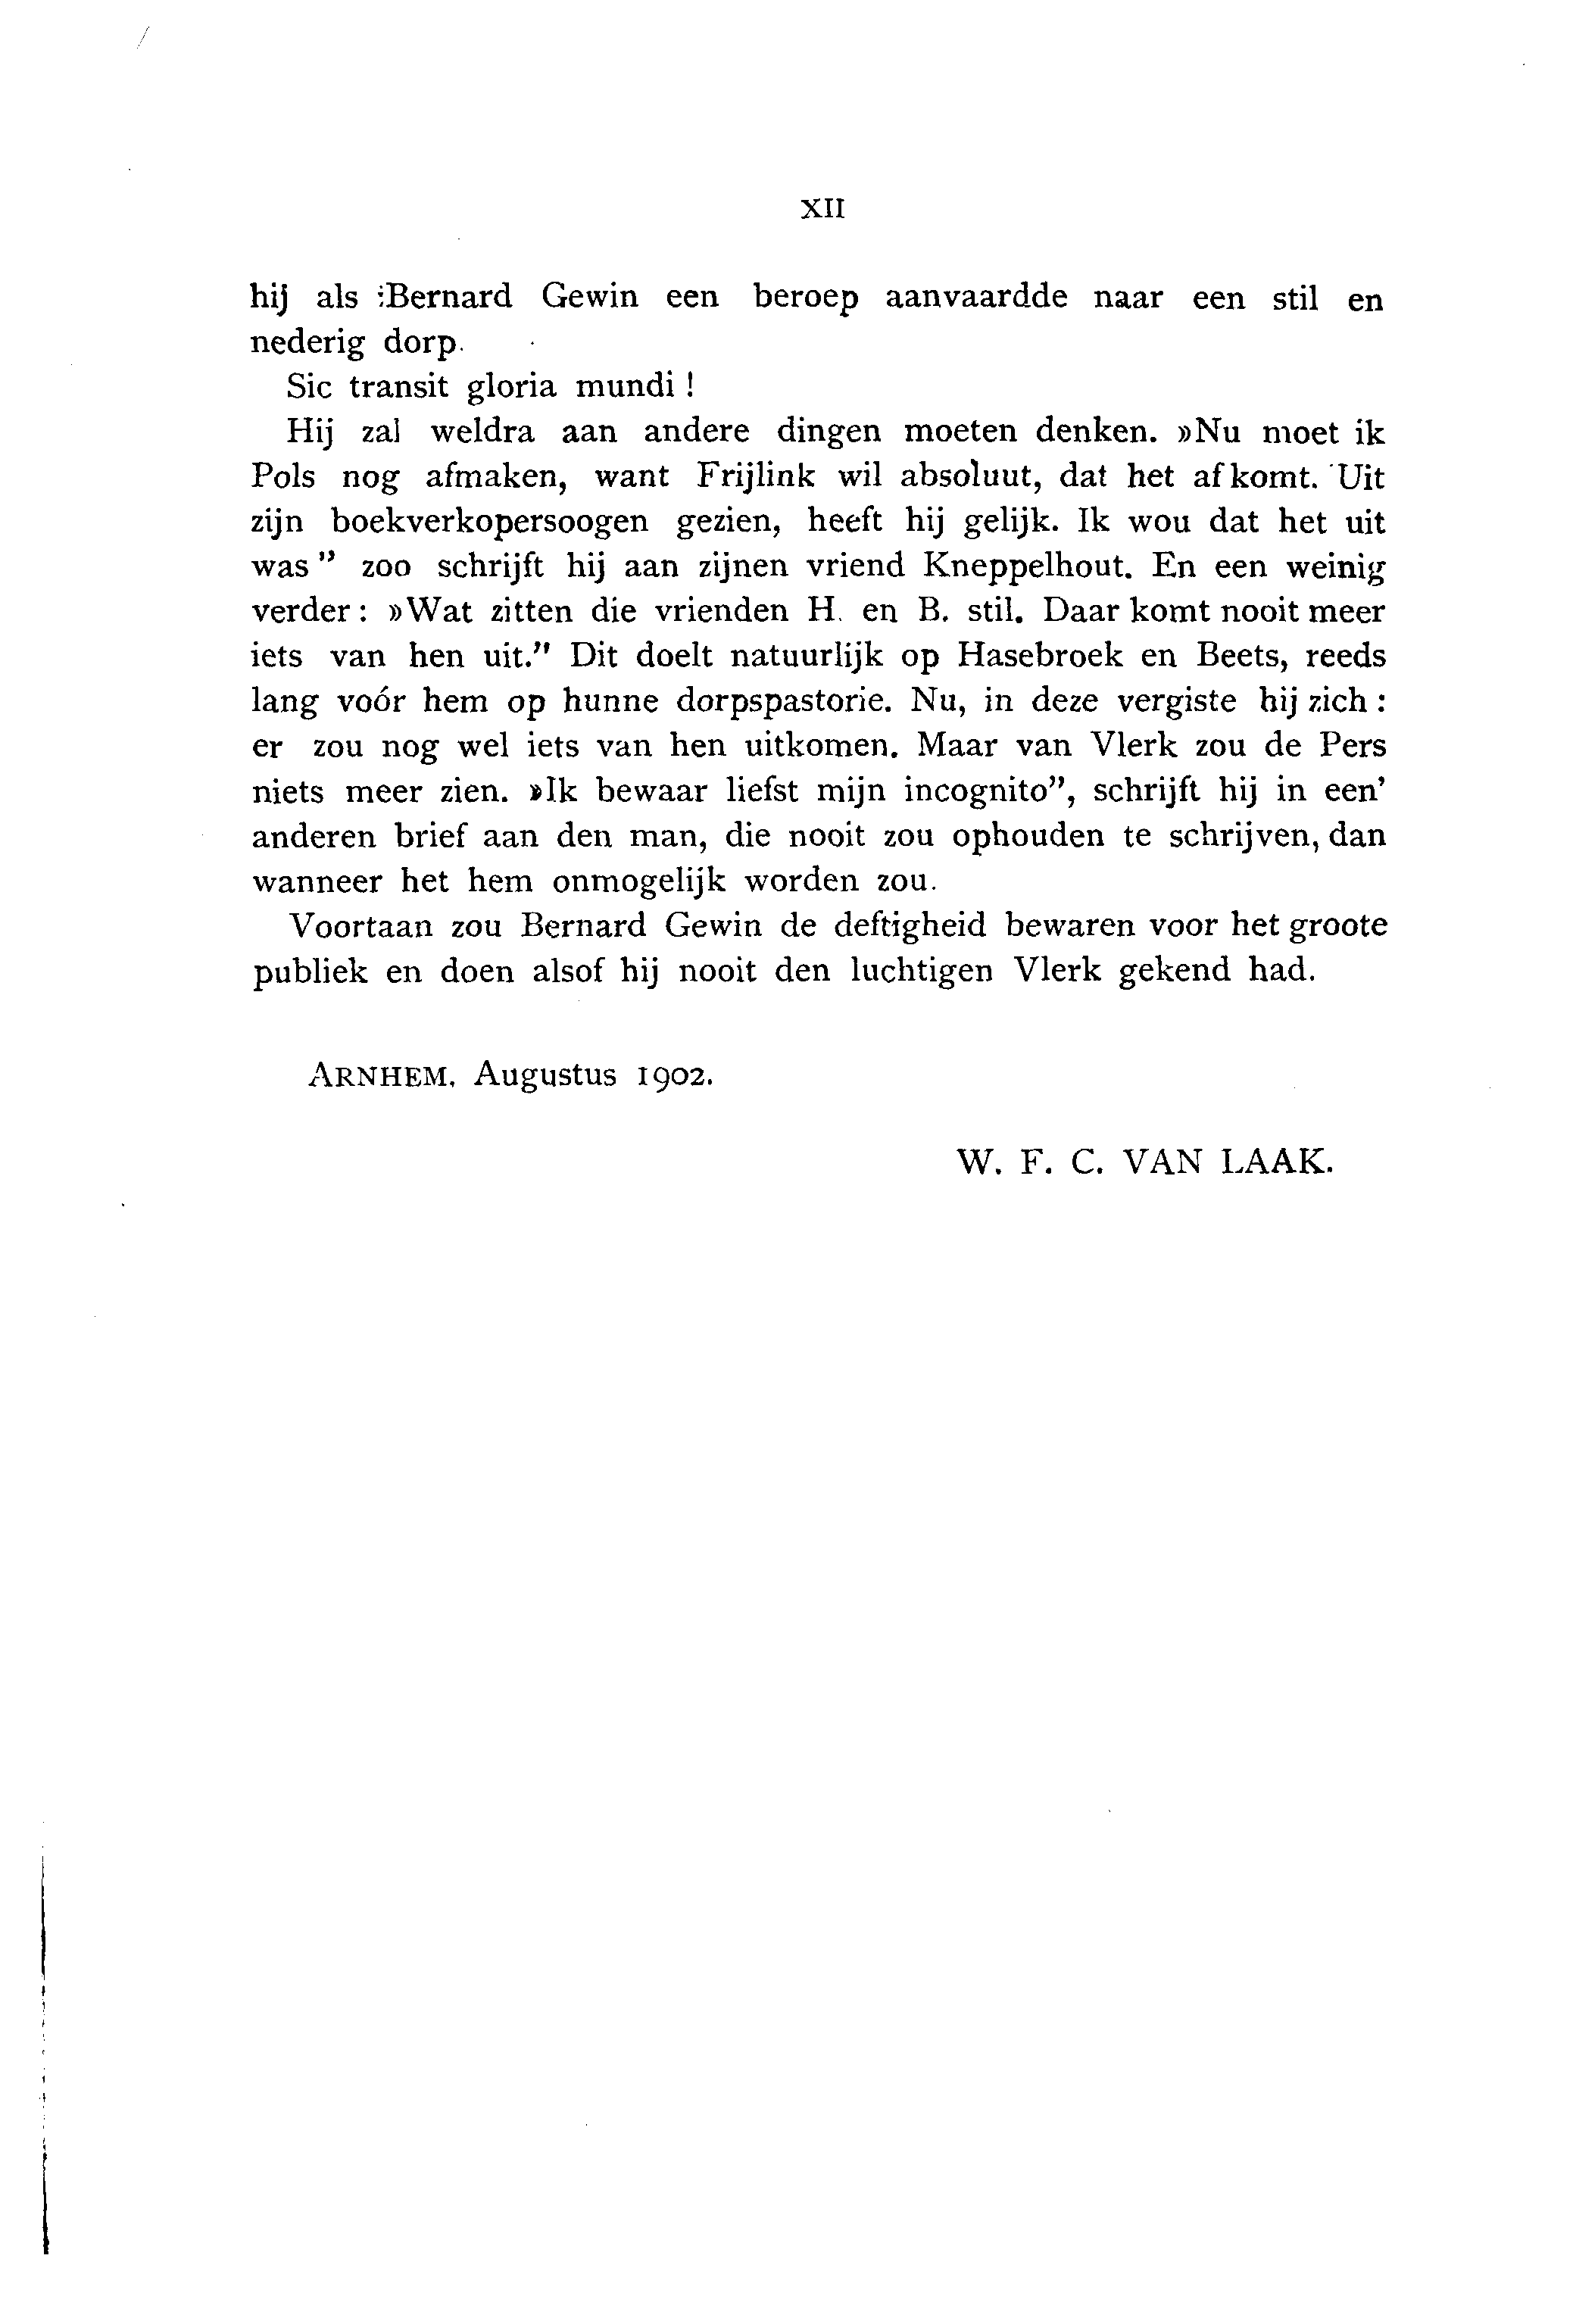 XII
hij als Bernard Gewin een beroep aanvaardde naar een stil en
nederig dorp.
Sic transit gloria mundi !
Hij zal weldra aan andere dingen moeten denken. »Nu moet ik
Pols nog afmaken, want Frijlink wil absoluut, dat het af komt. Uit
zijn boekverkopersoogen gezien, heeft hij gelijk. Ik wou dat het uit
was" zoo schrijft hij aan zijnen vriend Kneppelhout. En een weinig
verder: »Wat zitten die vrienden H. en B. stil. Daar komt nooit meer
iets van hen uit." Dit doelt natuurlijk op Hasebroek en Beets, reeds
lang voór hem op hunne dorpspastorie. Nu, in deze vergiste hij zich :
er zou nog wel iets van hen uitkomen. Maar van Vlerk zou de Pers
niets meer zien. »Ik bewaar liefst mijn incognito", schrijft hij in een'
anderen brief aan den man, die nooit zou ophouden te schrijven, dan
wanneer het hem onmogelijk worden zou.
Voortaan zou Bernard Gewin de deftigheid bewaren voor het groote
publiek en doen alsof hij nooit den luchtigen Vlerk gekend had.
ARNHEM, Augustus 1902.
W. F. C. VAN LAAK.